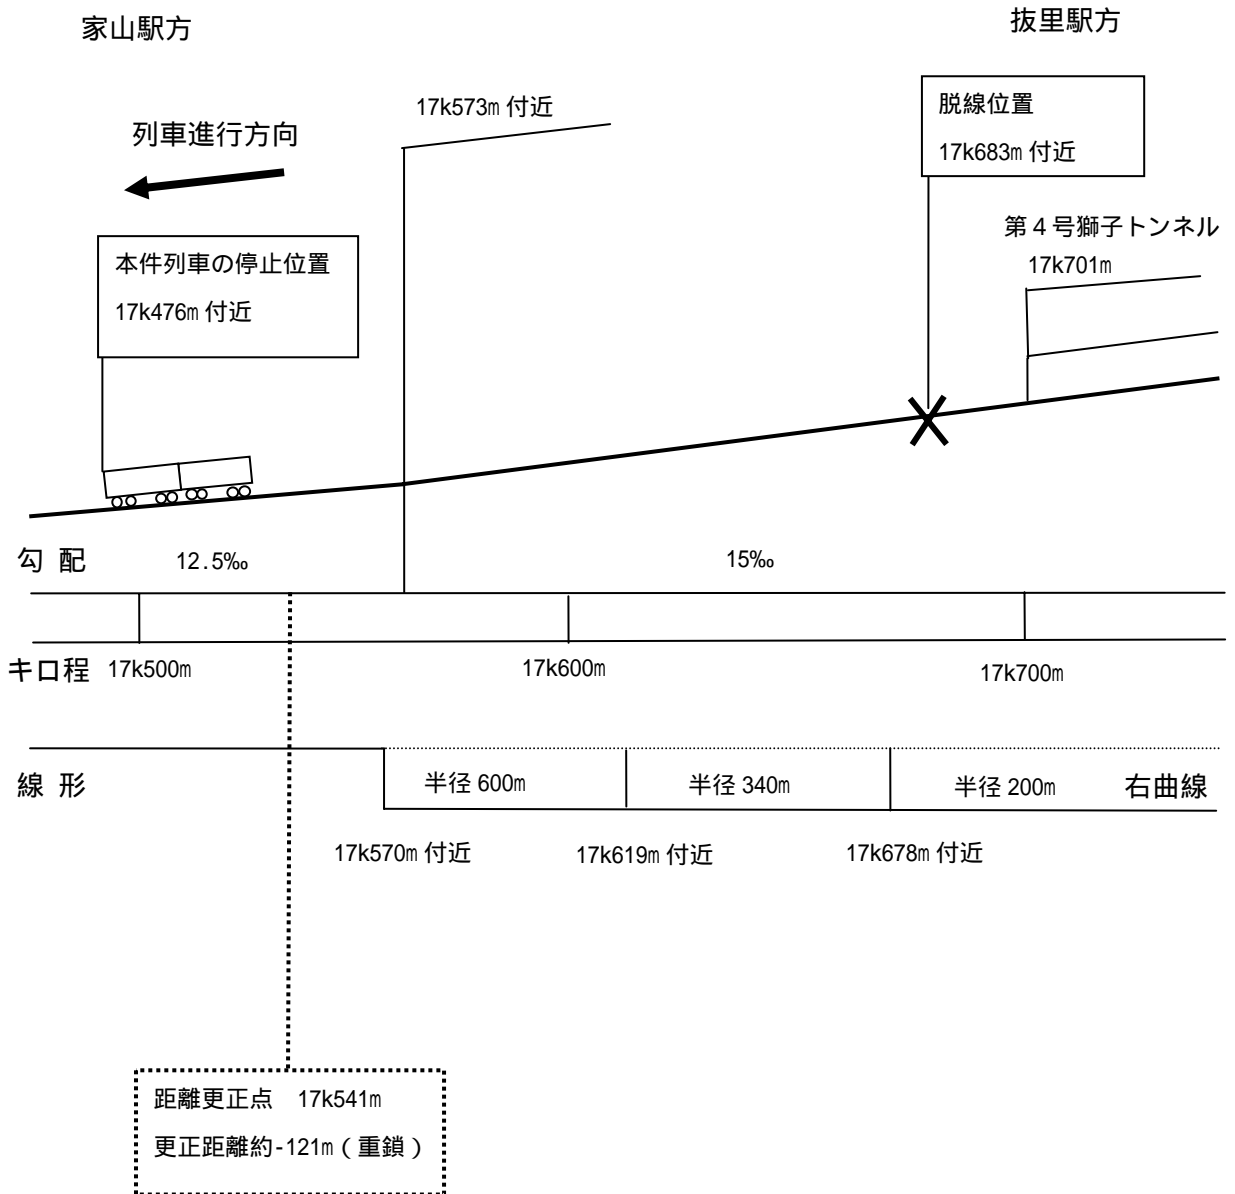 家山駅方
抜里駅方
17k573m 付近
脱線位置
17k683m 付近
列車進行方向
第4号獅子トンネル
17k701m
本件列車の停止位置
17k476m 付近
勾 配 12.5‰ 15‰
キロ程 17k500m 17k600m 17k700m
線 形 半径 600m 半径 340m 半径 200m 右曲線
17k570m 付近 17k619m 付近 17k678m 付近
距離更正点 17k541m
更正距離約-121m(重鎖)